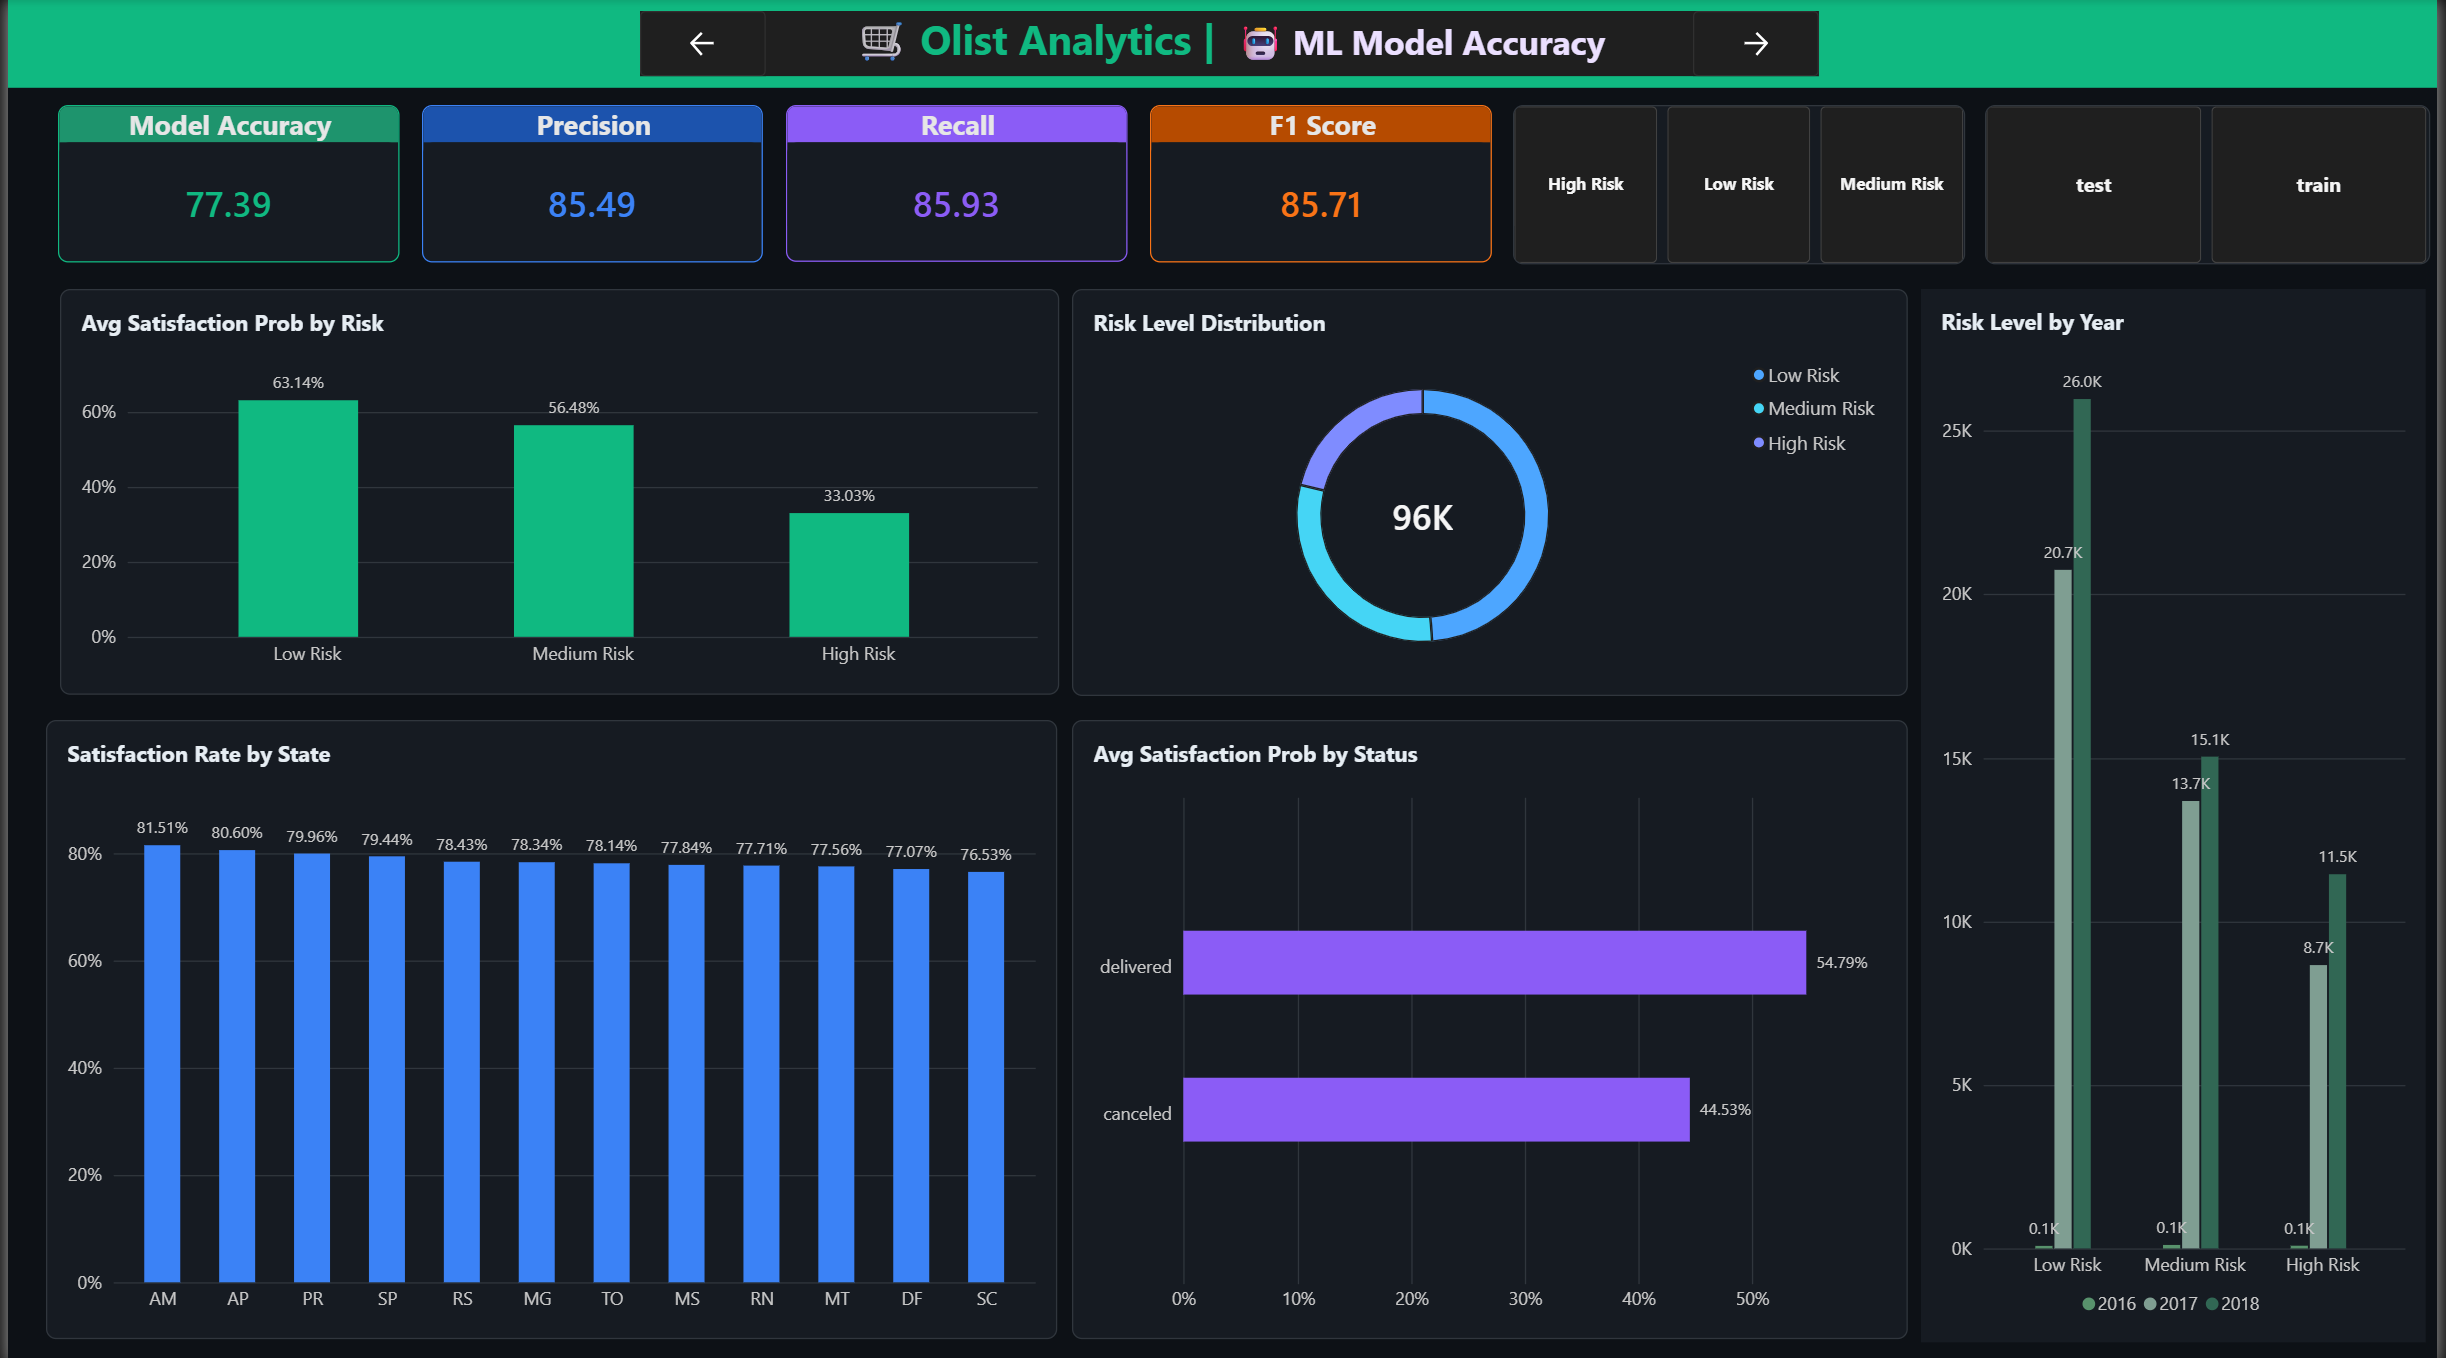 Olist Analytics | ML Model Accuracy
Model Accuracy
77.39
Precision
85.49
Recall
85.93
F1 Score
85.71
High Risk
Low Risk
Medium Risk
test
train
Avg Satisfaction Prob by Risk
63.14%
56.48%
33.03%
60%
40%
20%
0%
Low Risk
Medium Risk
High Risk
Risk Level Distribution
Low Risk
Medium Risk
High Risk
96K
Risk Level by Year
26.0K
25K
20.7K
20K
15.1K
15K
13.7K
11.5K
10K
8.7K
5K
0.1K
0.1K
0.1K
0K
Low Risk
Medium Risk
High Risk
2016
2017
2018
Satisfaction Rate by State
81.51%
80.60%
79.96%
79.44%
78.43%
78.34%
78.14%
77.84%
77.71%
77.56%
77.07%
76.53%
80%
60%
40%
20%
0%
AM
AP
PR
SP
RS
MG
TO
MS
RN
MT
DF
SC
Avg Satisfaction Prob by Status
delivered
54.79%
canceled
44.53%
0%
10%
20%
30%
40%
50%